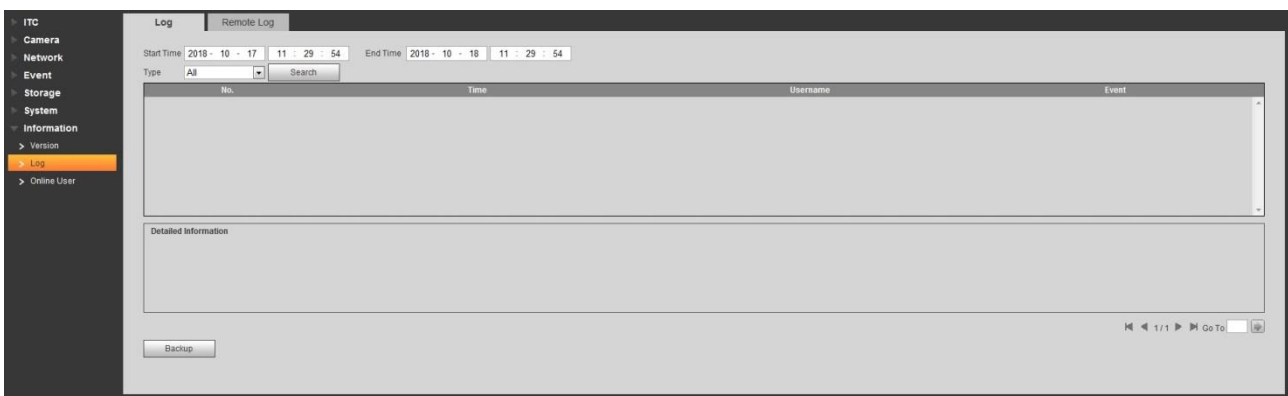 ITC
Camera
Network
Event
Storage
System
Information
Version
Log
Online User
Log Remote Log
Start Time 2018 - 10 - 17 11 : 29 : 54 End Time 2018 - 10 - 18 11 : 29 : 54
Type All Search
No. Time Username Event
Detailed Information
1 / 1 Go To
Backup